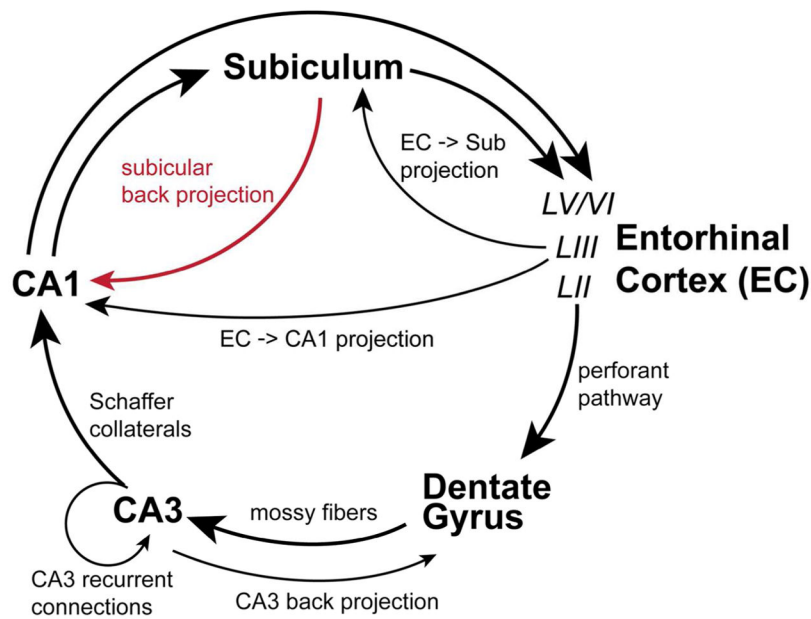 Subiculum
subicular
back projection
EC -> Sub
projection
LV/VI
LIII
LII
Entorhinal
Cortex (EC)
CA1
EC -> CA1 projection
perforant
pathway
Schaffer
collaterals
Dentate
Gyrus
CA3
mossy fibers
CA3 recurrent
connections
CA3 back projection